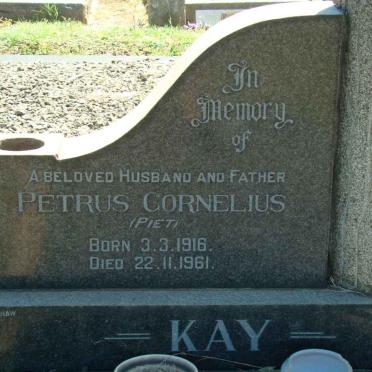 In
Memory
of
A BELOVED HUSBAND AND FATHER
PETRUS CORNELIUS
(PIET)
BORN 3.3.1916.
DIED 22.11.1961.
= KAY =